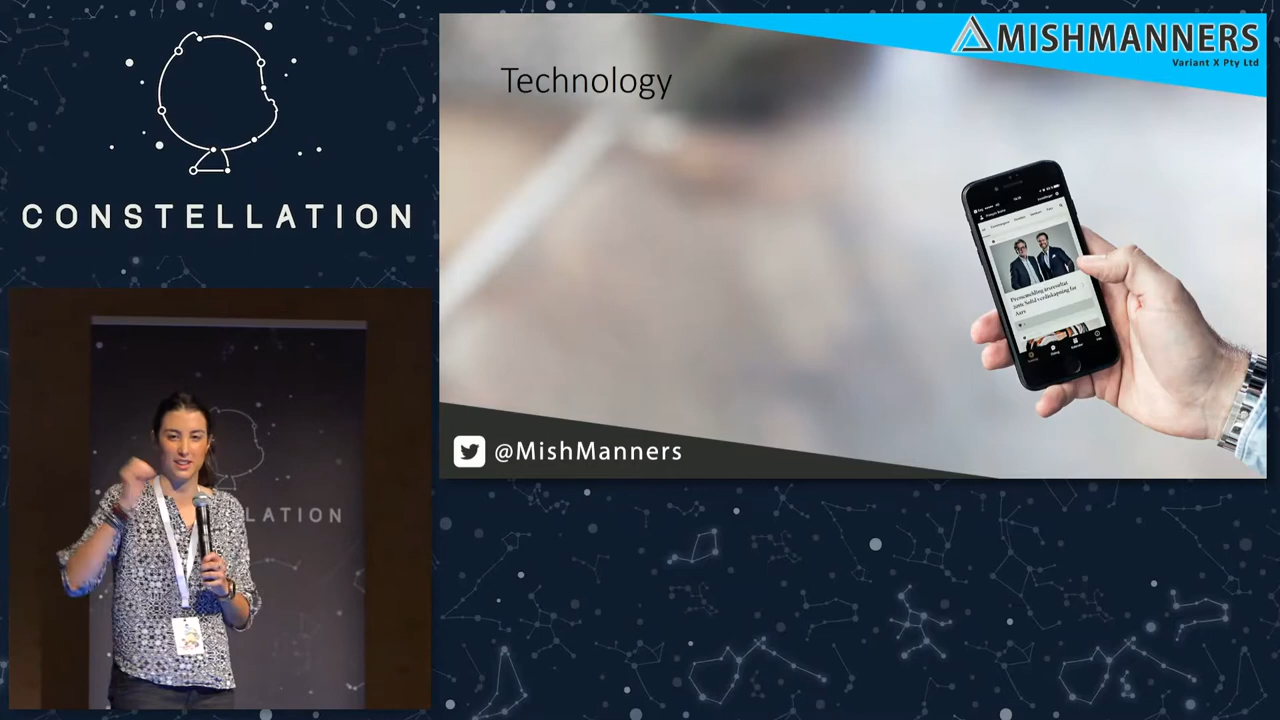 CONSTELLATION
MISHMANNERS
Variant X Pty Ltd
Technology
@MishManners
LATION